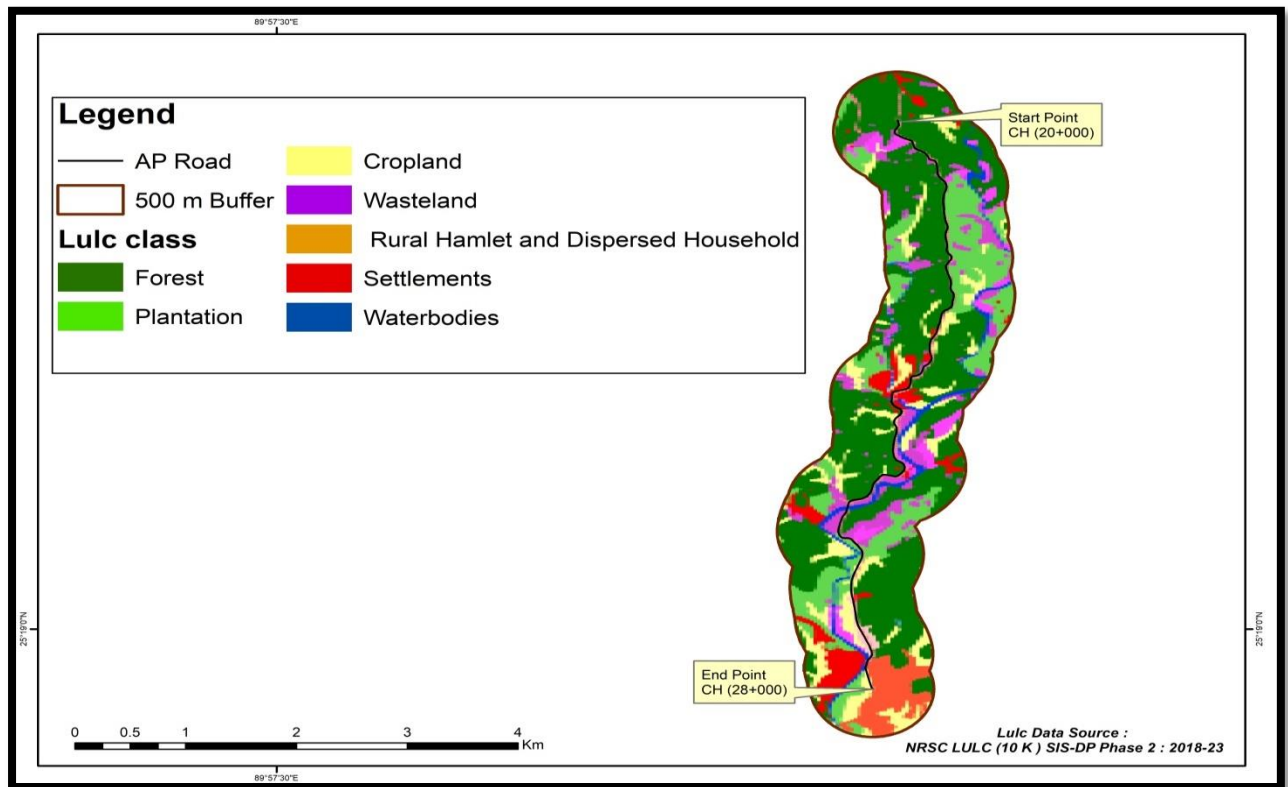 89°57'30"E
Legend
AP Road
500 m Buffer
Lulc class
Forest
Plantation
Cropland
Wasteland
Rural Hamlet and Dispersed Household
Settlements
Waterbodies
Start Point
CH (20+000)
25°19'0"N
25°19'0"N
End Point
CH (28+000)
0 0.5 1 2 3 4
Km
Lulc Data Source :
NRSC LULC (10 K ) SIS-DP Phase 2 : 2018-23
89°57'30"E